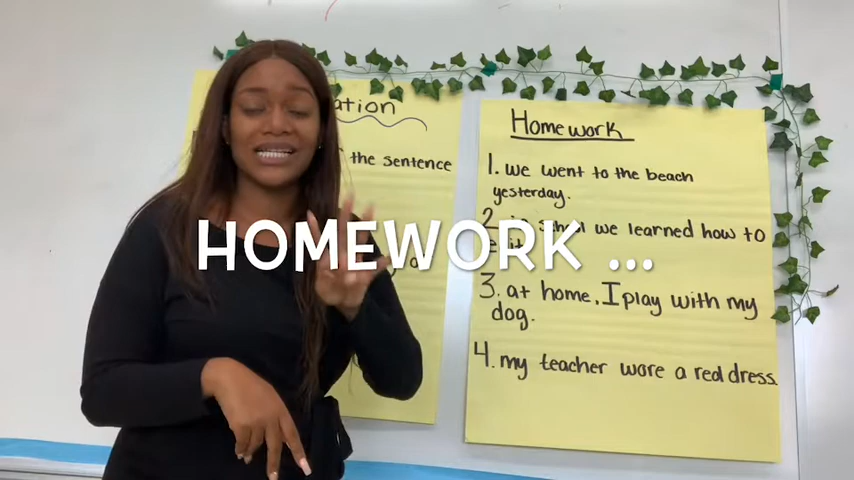 ation
the sentence
Homework
1. we went to the beach
yesterday.
2. we learned how to
3. at home, I play with my
dog.
4. my teacher wore a red dress.
HOMEWORK ...